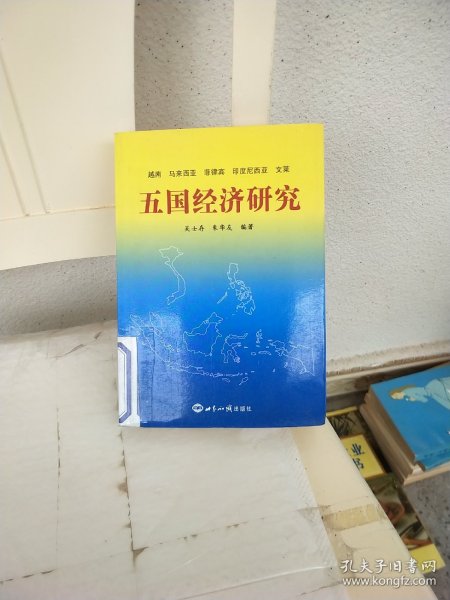 越南 马来西亚 菲律宾 印度尼西亚 文莱
五国经济研究
吴士存 朱华友 编著
世界知识出版社
业
书
孔夫子旧书网
www.kongfz.com